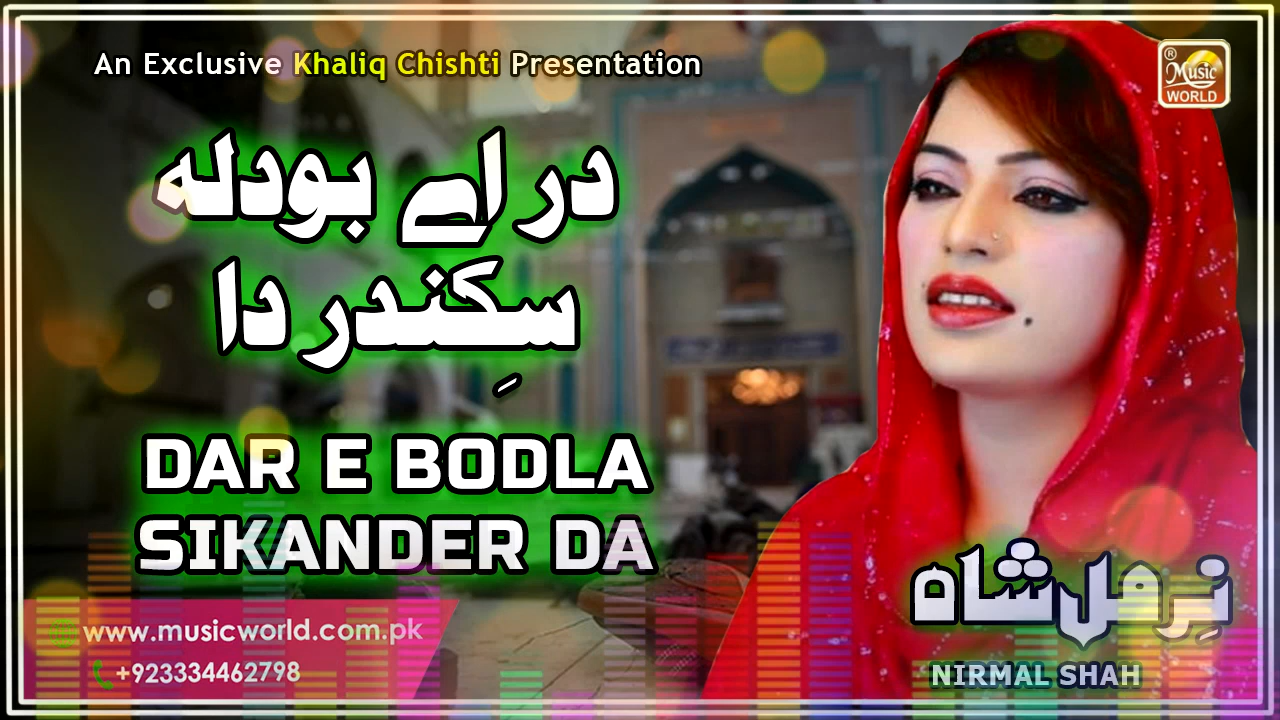 An Exclusive Khaliq Chishti Presentation
® Music
WORLD
در اے بودلہ
سِکندر دا
DAR E BODLA
SIKANDER DA
www.musicworld.com.pk
+923334462798
نِرمل شاہ
NIRMAL SHAH